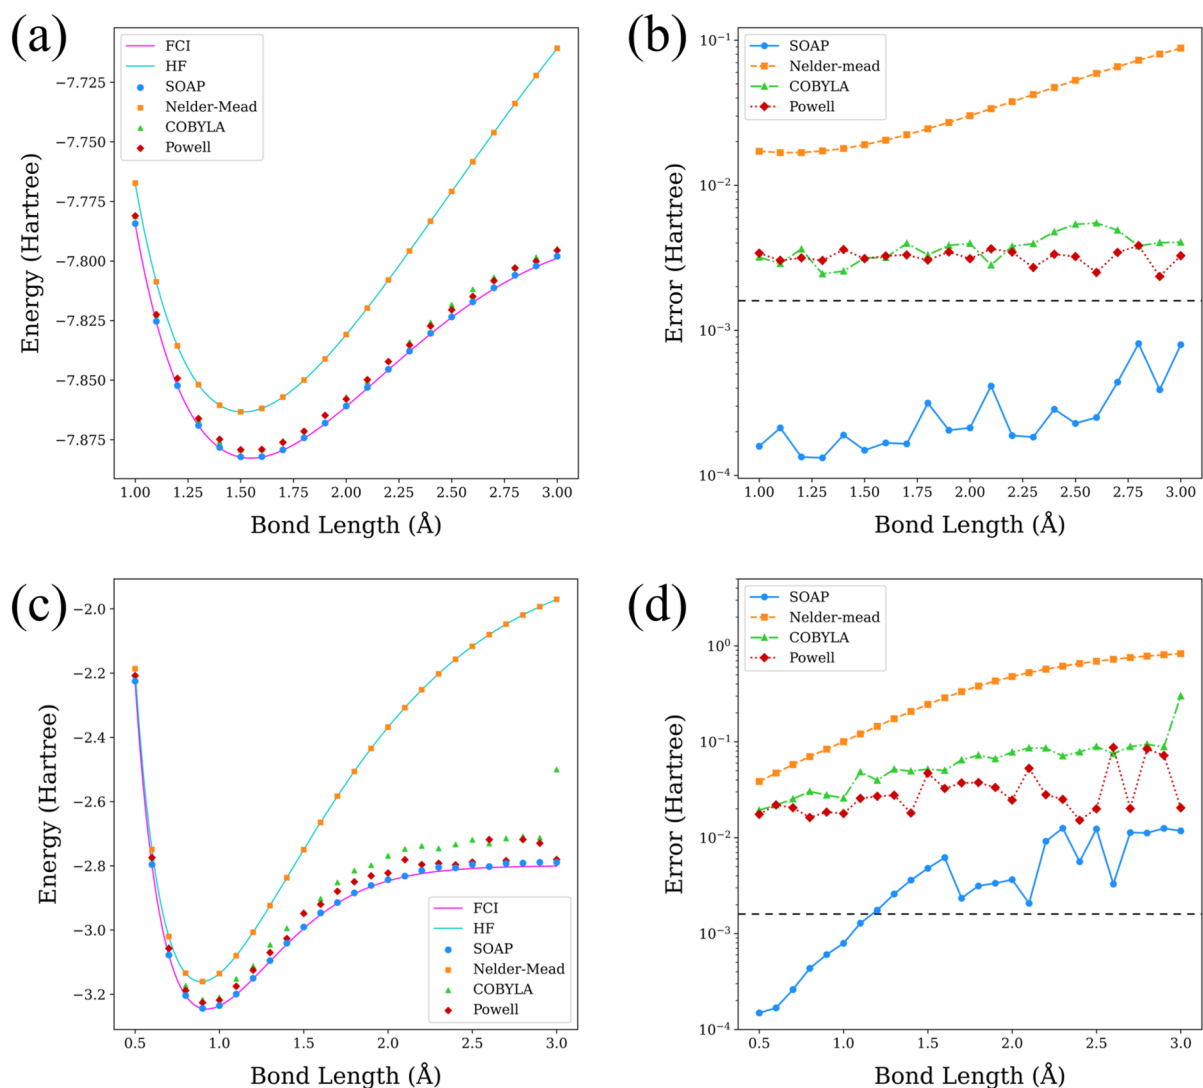 (a)
FCI
HF
SOAP
Nelder-Mead
COBYLA
Powell
−7.725
−7.750
−7.775
−7.800
−7.825
−7.850
−7.875
Energy (Hartree)
1.00 1.25 1.50 1.75 2.00 2.25 2.50 2.75 3.00
Bond Length (Å)
(b)
SOAP
Nelder-mead
COBYLA
Powell
10⁻¹
10⁻²
10⁻³
10⁻⁴
Error (Hartree)
1.00 1.25 1.50 1.75 2.00 2.25 2.50 2.75 3.00
Bond Length (Å)
(c)
−2.0
−2.2
−2.4
−2.6
−2.8
−3.0
−3.2
Energy (Hartree)
FCI
HF
SOAP
Nelder-Mead
COBYLA
Powell
0.5 1.0 1.5 2.0 2.5 3.0
Bond Length (Å)
(d)
SOAP
Nelder-mead
COBYLA
Powell
10⁰
10⁻¹
10⁻²
10⁻³
10⁻⁴
Error (Hartree)
0.5 1.0 1.5 2.0 2.5 3.0
Bond Length (Å)